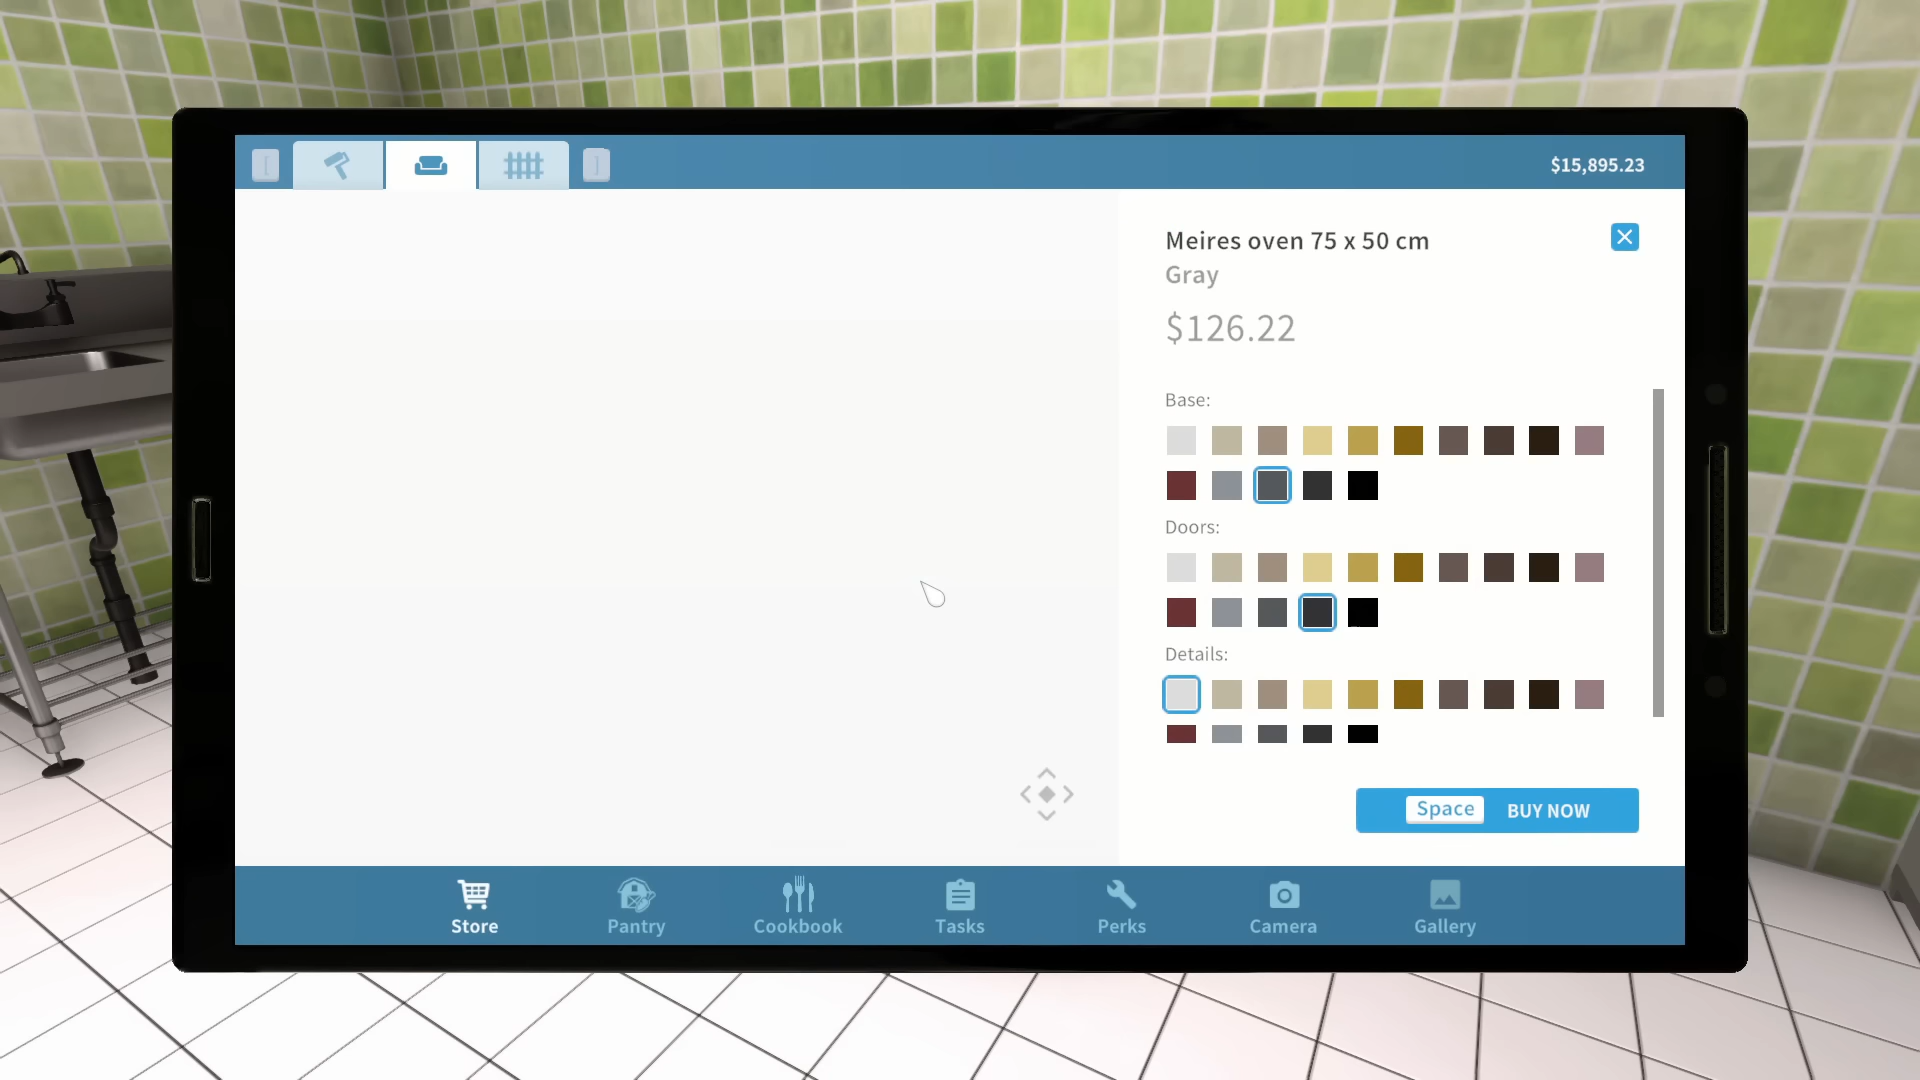 [
]
$15,895.23
Meires oven 75 x 50 cm
Gray
$126.22
Base:
Doors:
Details:
Space BUY NOW
Store
Pantry
Cookbook
Tasks
Perks
Camera
Gallery